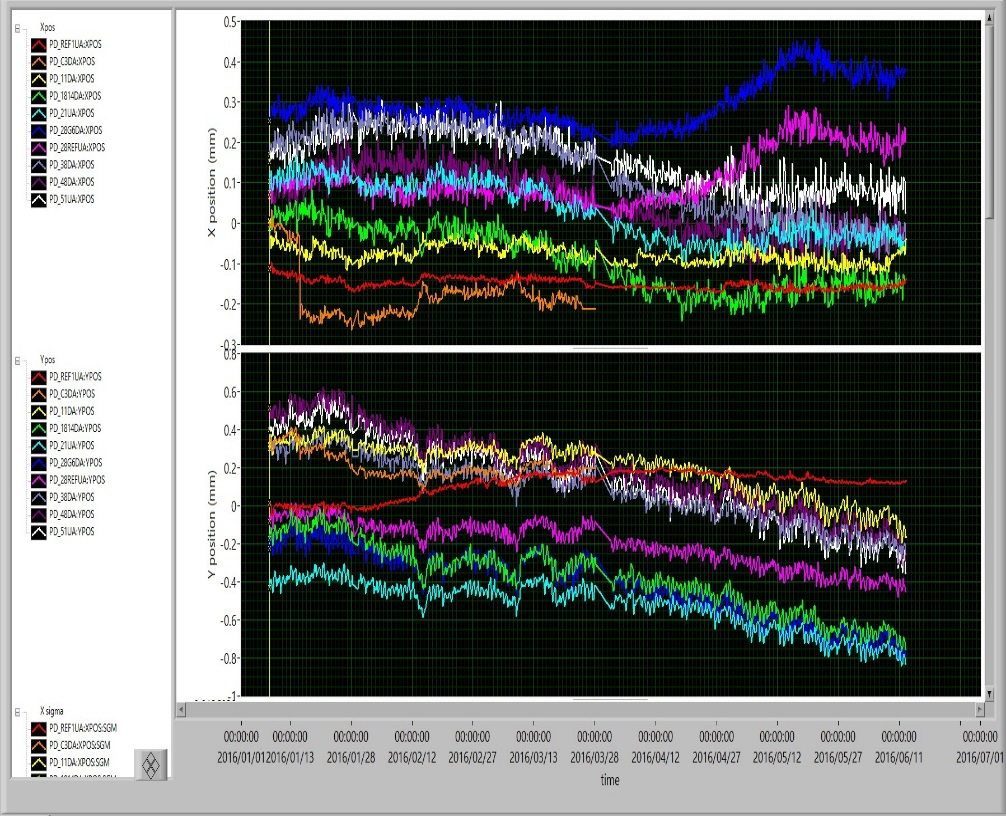 Xpos
PD_REF1UA:XPOS
PD_C3DA:XPOS
PD_11DA:XPOS
PD_1814DA:XPOS
PD_21UA:XPOS
PD_28G6DA:XPOS
PD_28REFUA:XPOS
PD_38DA:XPOS
PD_48DA:XPOS
PD_51UA:XPOS
Ypos
PD_REF1UA:YPOS
PD_C3DA:YPOS
PD_11DA:YPOS
PD_1814DA:YPOS
PD_21UA:YPOS
PD_28G6DA:YPOS
PD_28REFUA:YPOS
PD_38DA:YPOS
PD_48DA:YPOS
PD_51UA:YPOS
X sigma
PD_REF1UA:XPOS:SGM
PD_C3DA:XPOS:SGM
PD_11DA:XPOS:SGM
X position (mm)
0.5
0.4
0.3
0.2
0.1
0
-0.1
-0.2
-0.3
Y position (mm)
0.8
0.6
0.4
0.2
0
-0.2
-0.4
-0.6
-0.8
-1
00:00:00 00:00:00 00:00:00 00:00:00 00:00:00 00:00:00 00:00:00 00:00:00 00:00:00 00:00:00 00:00:00 00:00:00 00:00:00
2016/01/01 2016/01/13 2016/01/28 2016/02/12 2016/02/27 2016/03/13 2016/03/28 2016/04/12 2016/04/27 2016/05/12 2016/05/27 2016/06/11 2016/07/01
time